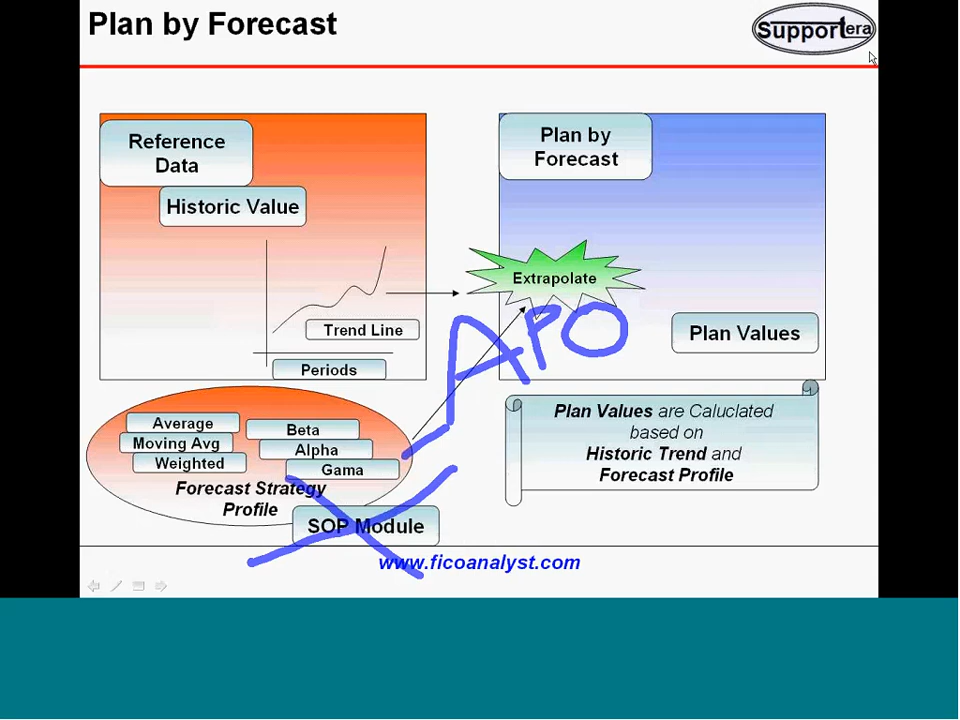 Plan by Forecast
Supportera
Reference
Data
Historic Value
Trend Line
Periods
Plan by
Forecast
Extrapolate
APO
Plan Values
Average
Moving Avg
Weighted
Beta
Alpha
Gama
Forecast Strategy
Profile
SOP Module
Plan Values are Caluclated
based on
Historic Trend and
Forecast Profile
www.ficoanalyst.com